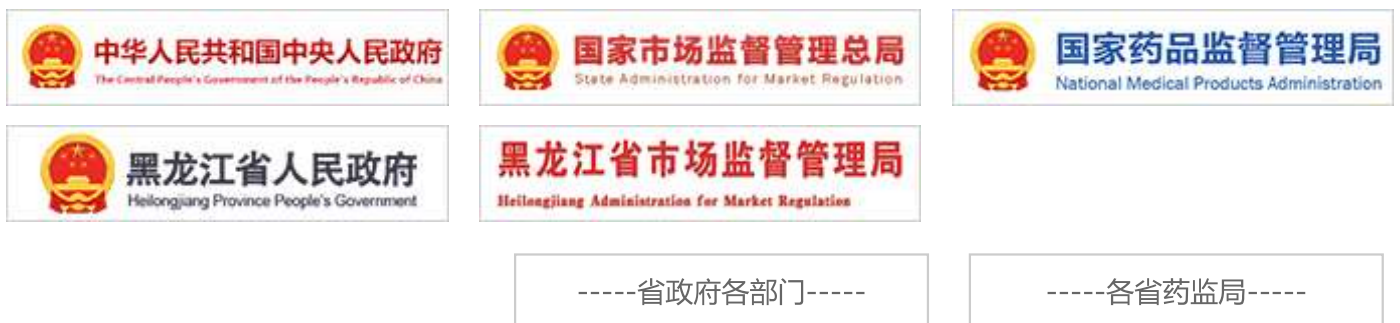 中华人民共和国中央人民政府
The Central People's Government of the People's Republic of China
国家市场监督管理总局
State Administration for Market Regulation
国家药品监督管理局
National Medical Products Administration
黑龙江省人民政府
Heilongjiang Province People's Government
黑龙江省市场监督管理局
Heilongjiang Administration for Market Regulation
-----省政府各部门-----
-----各省药监局-----